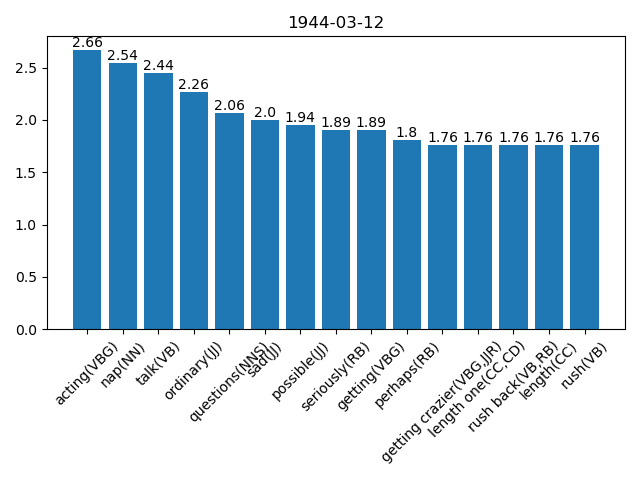 1944-03-12
2.66
2.54
2.44
2.26
2.06
2.0
1.94
1.89
1.89
1.8
1.76
1.76
1.76
1.76
1.76
2.5
2.0
1.5
1.0
0.5
0.0
acting(VBG)
nap(NN)
talk(VB)
ordinary(JJ)
questions(NNS)
sad(JJ)
possible(JJ)
seriously(RB)
getting(VBG)
perhaps(RB)
getting crazier(VBG,JJR)
length one(CC,CD)
rush back(VB,RB)
length(CC)
rush(VB)